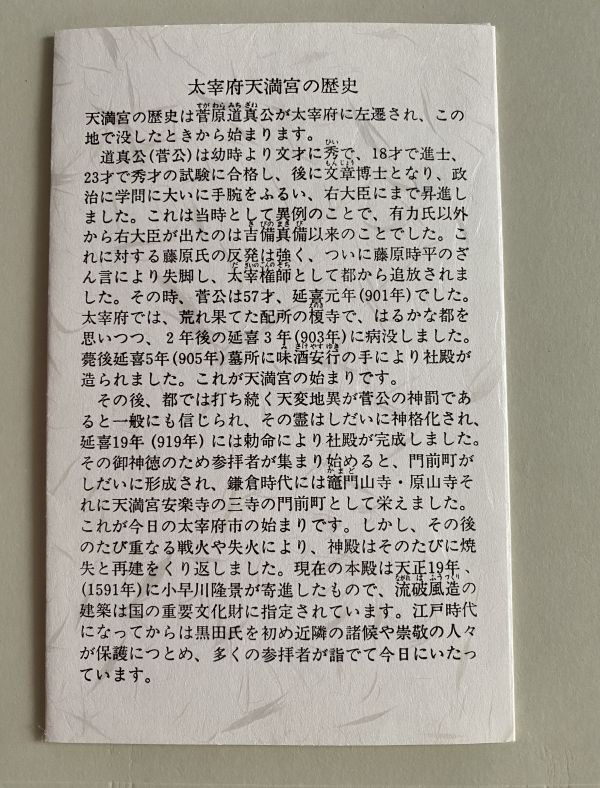 太宰府天満宮の歴史
天満宮の歴史は菅原道真公が太宰府に左遷され、この
地で没したときから始まります。
道真公(菅公)は幼時より文才に秀で、18才で進士、
23才で秀才の試験に合格し、後に文章博士となり、政
治に学問に大いに手腕をふるい、右大臣にまで昇進し
ました。これは当時として異例のことで、有力氏以外
から右大臣が出たのは吉備真備以来のことでした。こ
れに対する藤原氏の反発は強く、ついに藤原時平のざ
ん言により失脚し、太宰権師として都から追放されま
した。その時、菅公は57才、延喜元年(901年)でした。
太宰府では、荒れ果てた配所の榎寺で、はるかな都を
思いつつ、2年後の延喜3年(903年)に病没しました。
薨後延喜5年(905年)墓所に味酒安行の手により社殿が
造られました。これが天満宮の始まりです。
その後、都では打ち続く天変地異が菅公の神罰であ
ると一般にも信じられ、その霊はしだいに神格化され、
延喜19年(919年)には勅命により社殿が完成しました。
その御神徳のため参拝者が集まり始めると、門前町が
しだいに形成され、鎌倉時代には竈門山寺・原山寺そ
れに天満宮安楽寺の三寺の門前町として栄えました。
これが今日の太宰府市の始まりです。しかし、その後
のたび重なる戦火や失火により、神殿はそのたびに焼
失と再建をくり返しました。現在の本殿は天正19年、
(1591年)に小早川隆景が寄進したもので、流破風造の
建築は国の重要文化財に指定されています。江戸時代
になってからは黒田氏を初め近隣の諸候や崇敬の人々
が保護につとめ、多くの参拝者が詣でて今日にいたっ
ています。